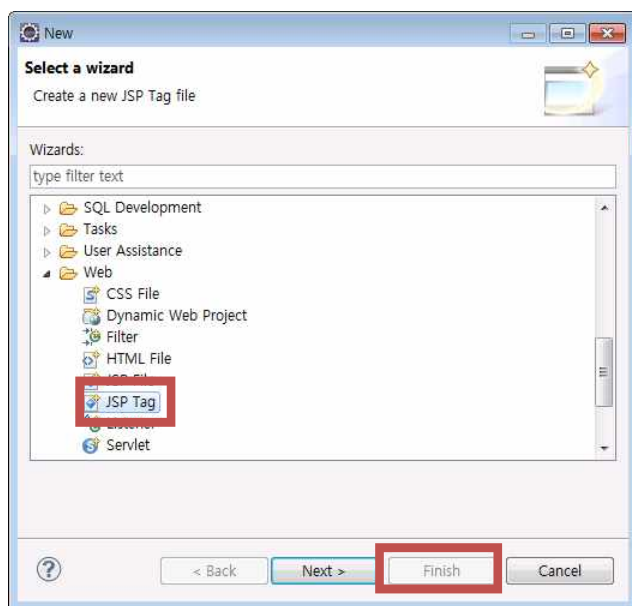 New
Select a wizard
Create a new JSP Tag file
Wizards:
type filter text
SQL Development
Tasks
User Assistance
Web
CSS File
Dynamic Web Project
Filter
HTML File
JSP Tag
Servlet
< Back Next > Finish Cancel